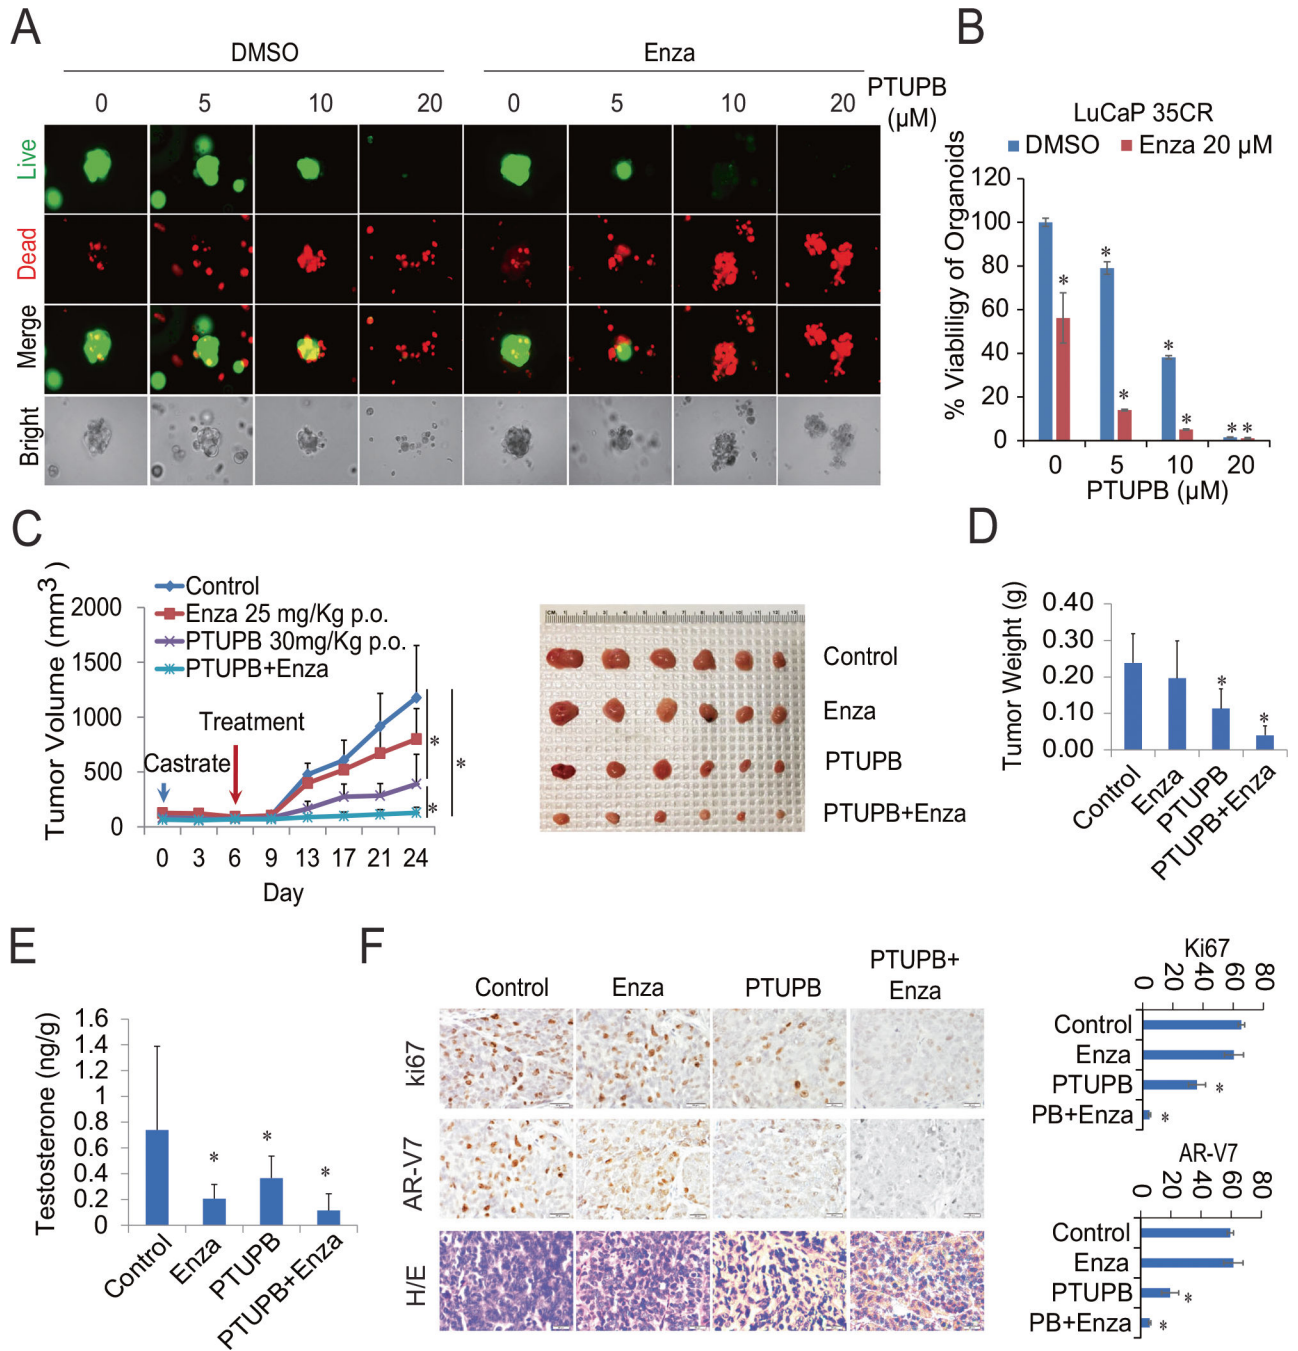 A
DMSO
Enza
0 5 10 20 0 5 10 20
PTUPB
(µM)
Live
Dead
Merge
Bright
B
LuCaP 35CR
DMSO Enza 20 µM
% Viabliligy of Organoids
120
100
80
60
40
20
0
* * * * * * *
0 5 10 20
PTUPB (µM)
C
Tumor Volume (mm3)
2000
1500
1000
500
0
Control
Enza 25 mg/Kg p.o.
PTUPB 30mg/Kg p.o.
PTUPB+Enza
Treatment
Castrate
* * *
0 3 6 9 13 17 21 24
Day
Control
Enza
PTUPB
PTUPB+Enza
D
Tumor Weight (g)
0.40
0.30
0.20
0.10
0.00
* *
Control
Enza
PTUPB
PTUPB+Enza
E
Testosterone (ng/g)
1.6
1.4
1.2
1
0.8
0.6
0.4
0.2
0
* * *
Control
Enza
PTUPB
PTUPB+Enza
F
Control Enza PTUPB PTUPB+
Enza
ki67
AR-V7
H/E
Ki67
0 20 40 60 80
Control
Enza
PTUPB *
PB+Enza *
AR-V7
0 20 40 60 80
Control
Enza
PTUPB *
PB+Enza *